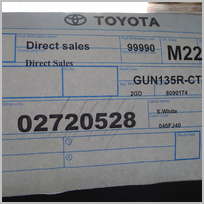 TOYOTA
Direct sales 99990 M22
Direct Sales
GUN135R-CT
2GD 8090174
02720528
S.White
040FJ40